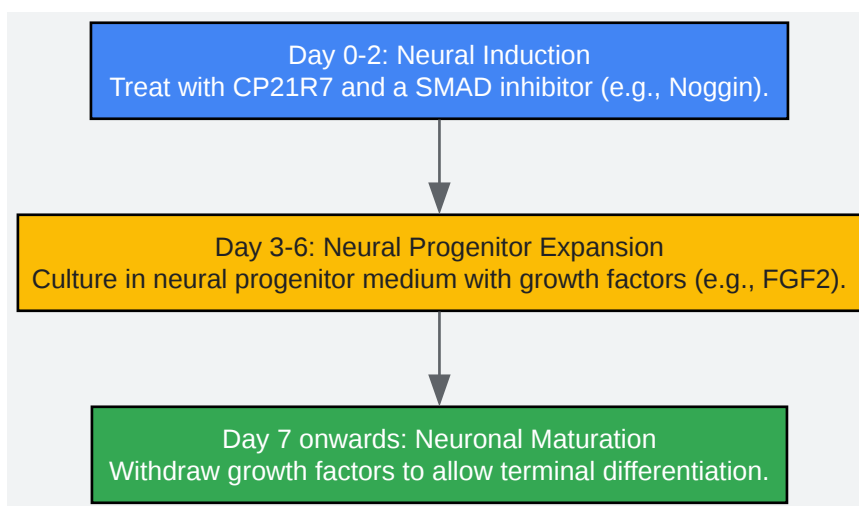 Day 0-2: Neural Induction
Treat with CP21R7 and a SMAD inhibitor (e.g., Noggin).
Day 3-6: Neural Progenitor Expansion
Culture in neural progenitor medium with growth factors (e.g., FGF2).
Day 7 onwards: Neuronal Maturation
Withdraw growth factors to allow terminal differentiation.